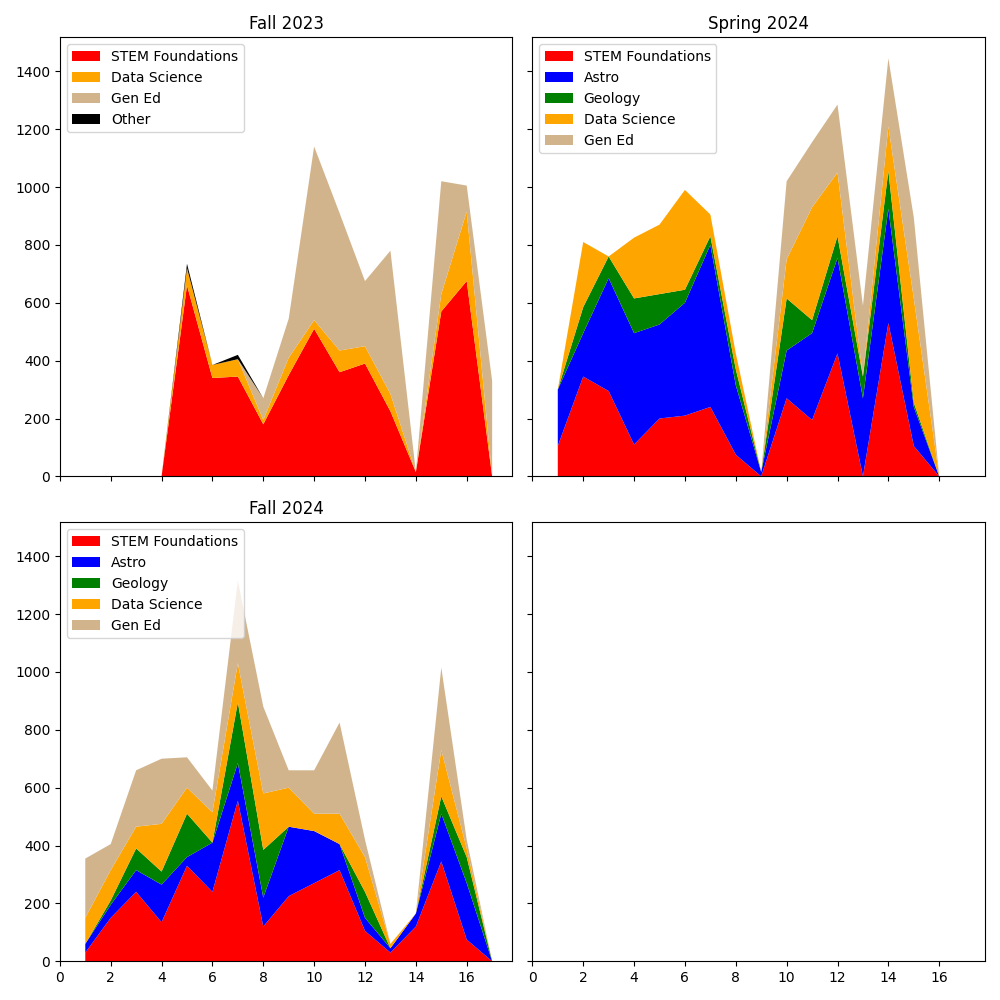 Fall 2023
STEM Foundations
Data Science
Gen Ed
Other
0
200
400
600
800
1000
1200
1400
Spring 2024
STEM Foundations
Astro
Geology
Data Science
Gen Ed
Fall 2024
STEM Foundations
Astro
Geology
Data Science
Gen Ed
0
200
400
600
800
1000
1200
1400
0 2 4 6 8 10 12 14 16
0 2 4 6 8 10 12 14 16